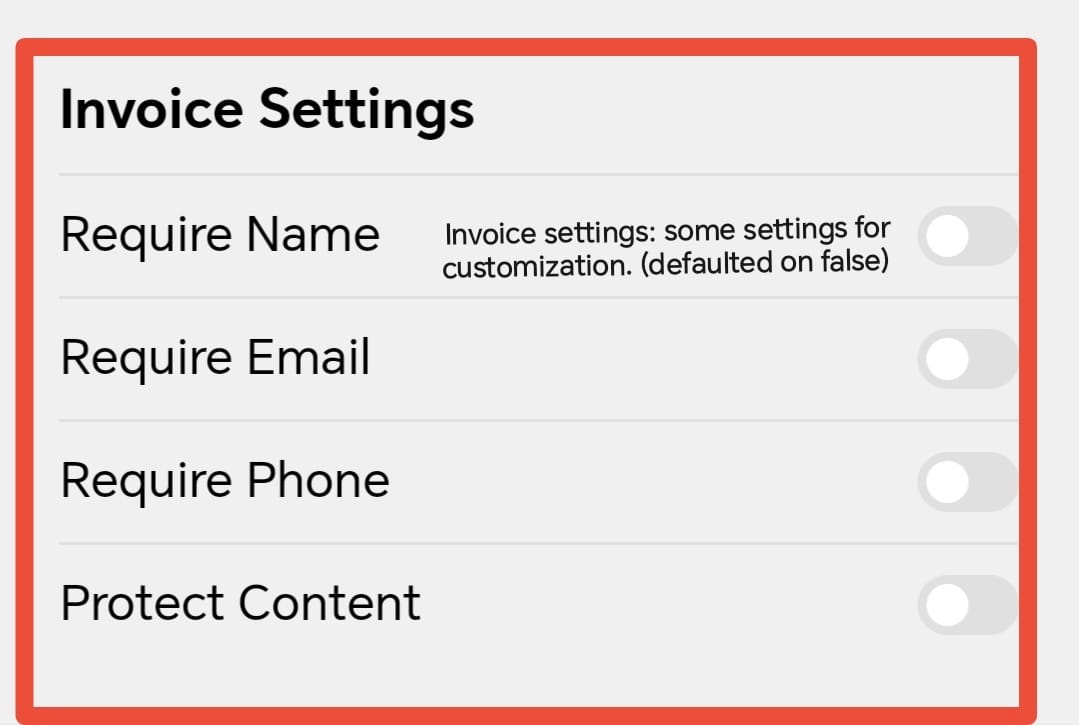 Invoice Settings
Require Name
Invoice settings: some settings for
customization. (defaulted on false)
Require Email
Require Phone
Protect Content